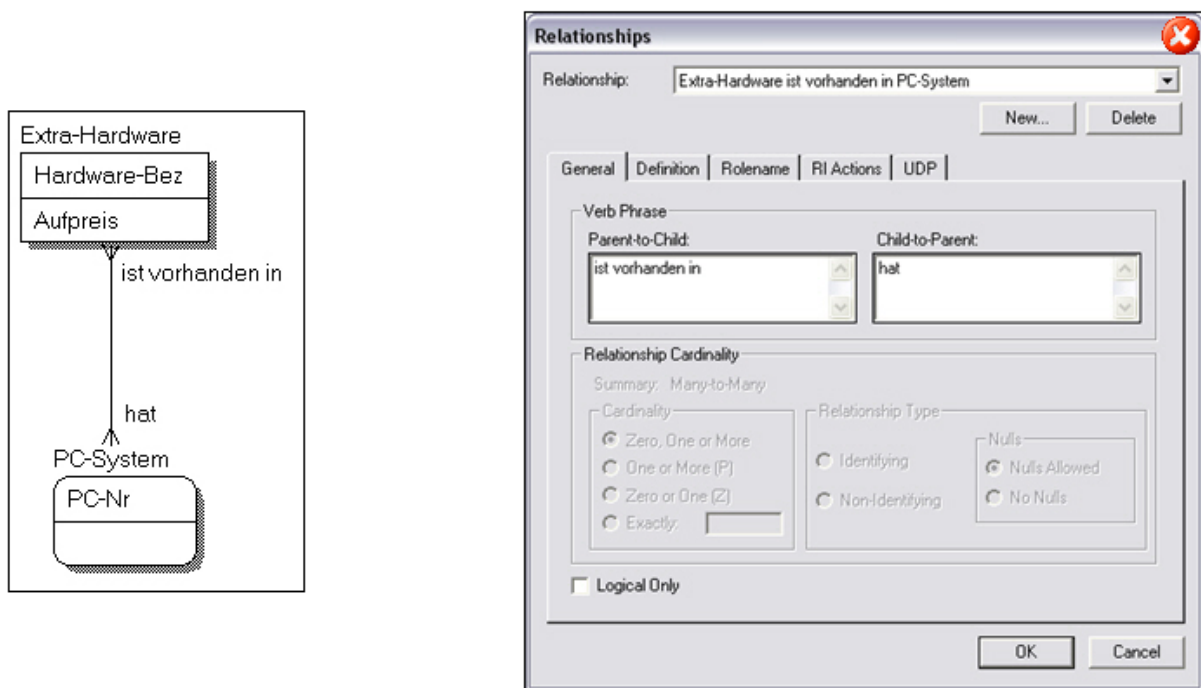 Extra-Hardware
Hardware-Bez
Aufpreis
ist vorhanden in
hat
PC-System
PC-Nr
Relationships
Relationship: Extra-Hardware ist vorhanden in PC-System
New... Delete
General Definition Rolename RI Actions UDP
Verb Phrase
Parent-to-Child: Child-to-Parent:
ist vorhanden in hat
Relationship Cardinality
Summary: Many-to-Many
Cardinality Relationship Type
Zero, One or More Nulls
One or More (P) Identifying Nulls Allowed
Zero or One (Z) Non-Identifying No Nulls
Exactly:
Logical Only
OK Cancel